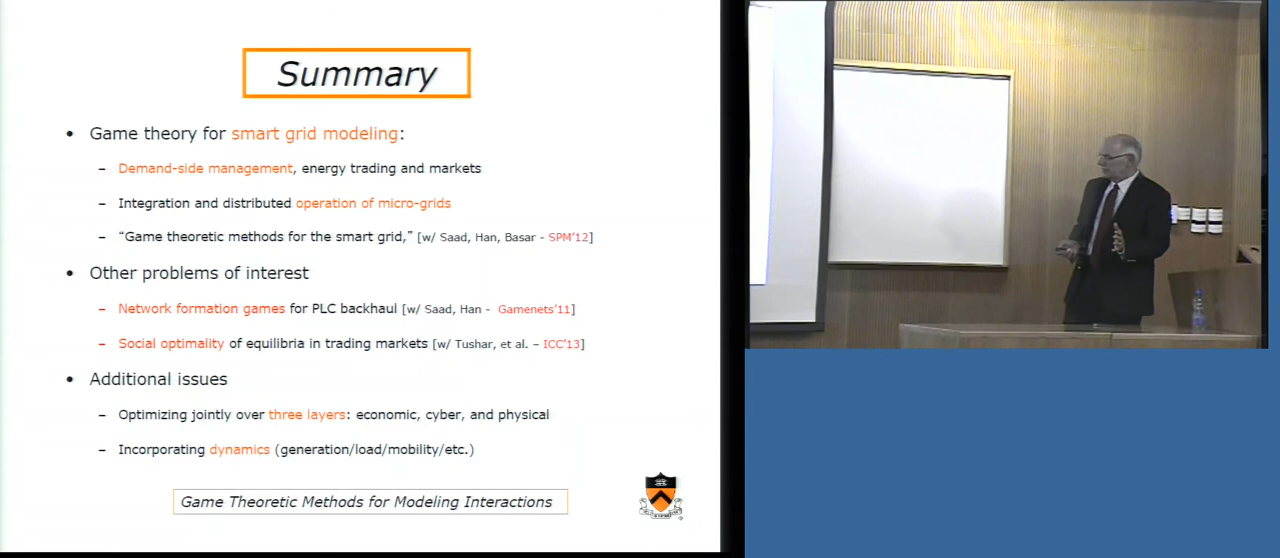 Summary
• Game theory for smart grid modeling:
– Demand-side management, energy trading and markets
– Integration and distributed operation of micro-grids
– “Game theoretic methods for the smart grid,” [w/ Saad, Han, Basar - SPM’12]
• Other problems of interest
– Network formation games for PLC backhaul [w/ Saad, Han - Gamenets’11]
– Social optimality of equilibria in trading markets [w/ Tushar, et al. – ICC’13]
• Additional issues
– Optimizing jointly over three layers: economic, cyber, and physical
– Incorporating dynamics (generation/load/mobility/etc.)
Game Theoretic Methods for Modeling Interactions